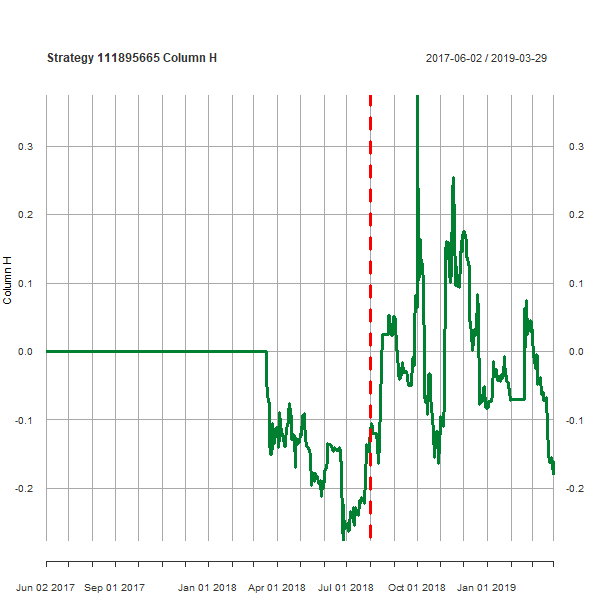 Strategy 111895665 Column H
2017-06-02 / 2019-03-29
0.3 0.3
0.2 0.2
0.1 0.1
Column H
0.0 0.0
-0.1 -0.1
-0.2 -0.2
Jun 02 2017 Sep 01 2017 Jan 01 2018 Apr 01 2018 Jul 01 2018 Oct 01 2018 Jan 01 2019